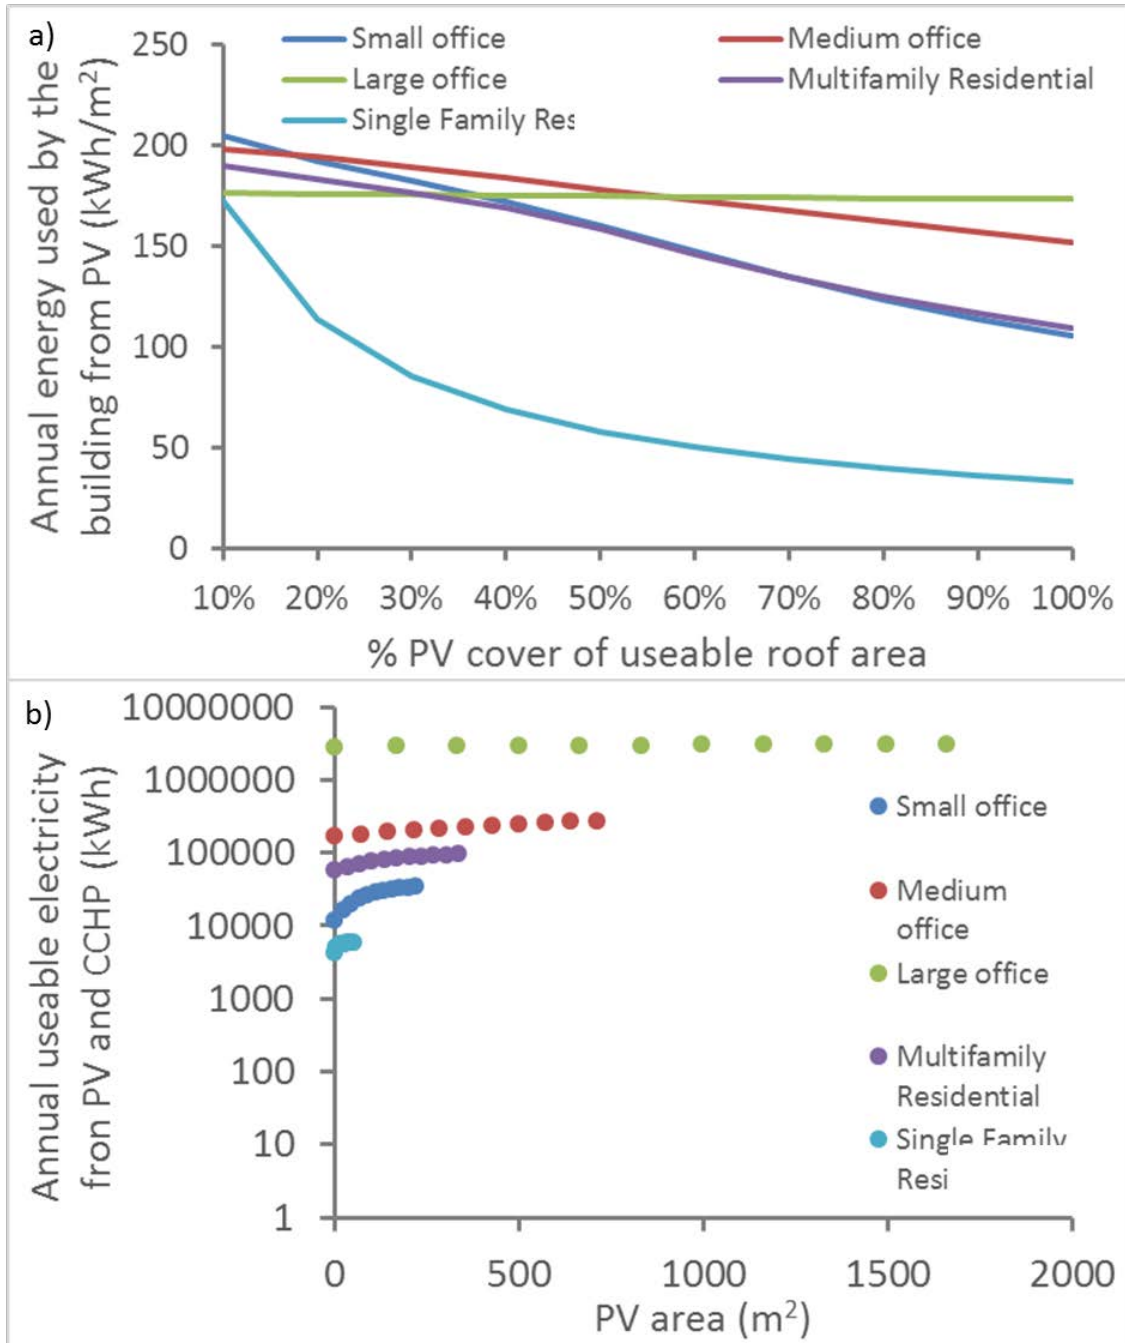 a)
Annual energy used by the
building from PV (kWh/m²)
250
200
150
100
50
0
Small office
Medium office
Large office
Multifamily Residential
Single Family Res
10% 20% 30% 40% 50% 60% 70% 80% 90% 100%
% PV cover of useable roof area
b)
Annual useable electricity
fron PV and CCHP (kWh)
10000000
1000000
100000
10000
1000
100
10
1
Small office
Medium
office
Large office
Multifamily
Residential
Single Family
Resi
0 500 1000 1500 2000
PV area (m²)